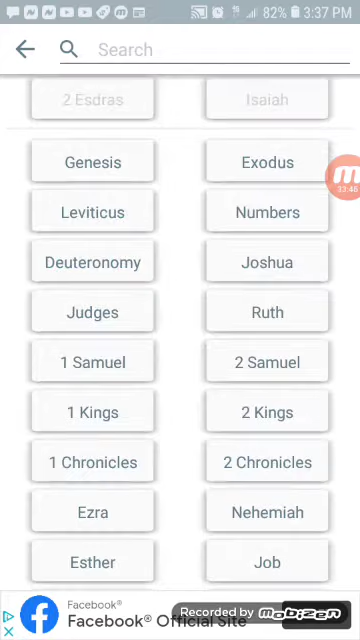 82% 3:37 PM
Search
2 Esdras Isaiah
Genesis Exodus
Leviticus Numbers
Deuteronomy Joshua
Judges Ruth
1 Samuel 2 Samuel
1 Kings 2 Kings
1 Chronicles 2 Chronicles
Ezra Nehemiah
Esther Job
Facebook®
Facebook® Official Site
Recorded by mobizen